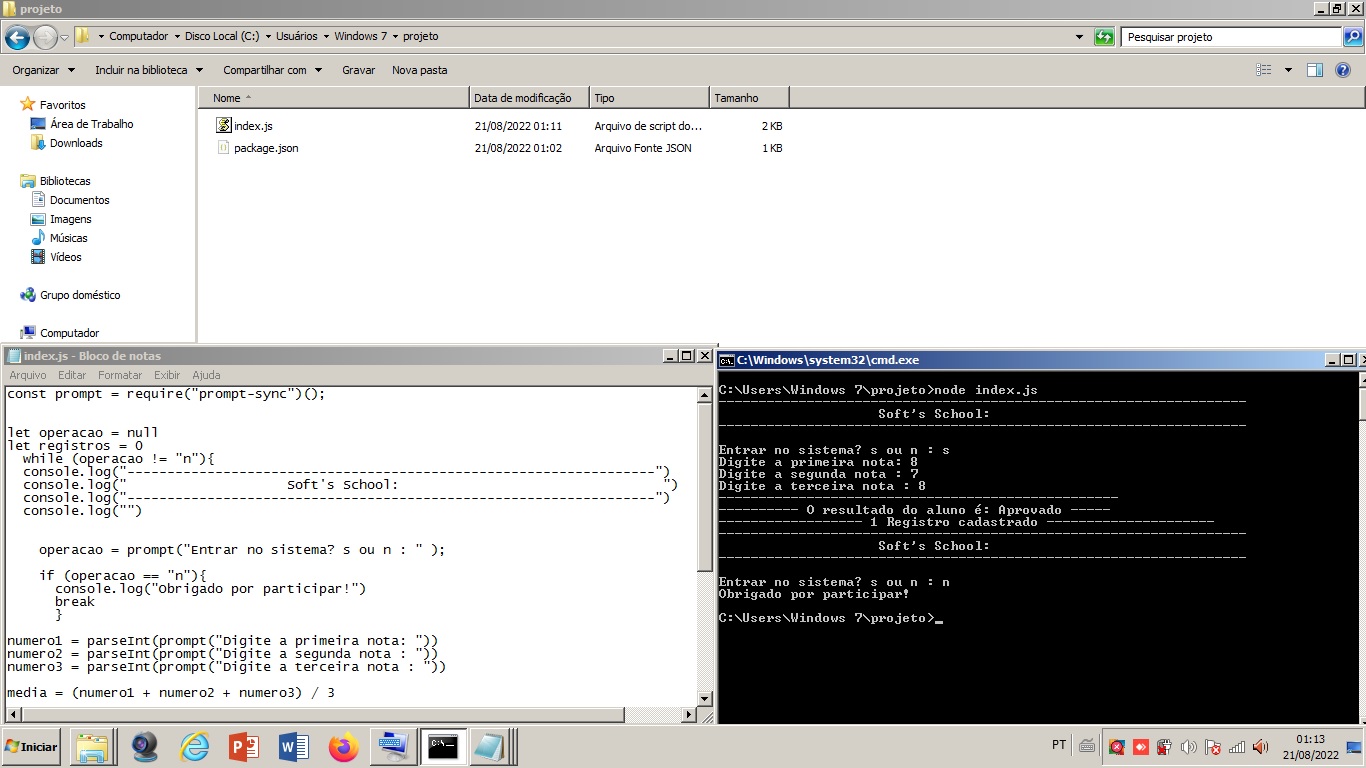 projeto
Computador Disco Local (C:) Usuários Windows 7 projeto
Pesquisar projeto
Organizar Incluir na biblioteca Compartilhar com Gravar Nova pasta
Favoritos
Área de Trabalho
Downloads
Bibliotecas
Documentos
Imagens
Músicas
Vídeos
Grupo doméstico
Computador
Nome Data de modificação Tipo Tamanho
index.js 21/08/2022 01:11 Arquivo de script do... 2 KB
package.json 21/08/2022 01:02 Arquivo Fonte JSON 1 KB
index.js - Bloco de notas
Arquivo Editar Formatar Exibir Ajuda
const prompt = require("prompt-sync")();
let operacao = null
let registros = 0
while (operacao != "n"){
console.log("------------------------------------------------------------------")
console.log("                    Soft's School:                                 ")
console.log("------------------------------------------------------------------")
console.log("")
operacao = prompt("Entrar no sistema? s ou n : " );
if (operacao == "n"){
console.log("Obrigado por participar!")
break
}
numero1 = parseInt(prompt("Digite a primeira nota: "))
numero2 = parseInt(prompt("Digite a segunda nota : "))
numero3 = parseInt(prompt("Digite a terceira nota : "))
media = (numero1 + numero2 + numero3) / 3
C:\Windows\system32\cmd.exe
C:\Users\Windows 7\projeto>node index.js
------------------------------------------------------------------
Soft's School:
------------------------------------------------------------------
Entrar no sistema? s ou n : s
Digite a primeira nota: 8
Digite a segunda nota : 7
Digite a terceira nota : 8
--------------------------------------------------
---------- O resultado do aluno é: Aprovado -----
------------------ 1 Registro cadastrado ---------------------
------------------------------------------------------------------
Soft's School:
------------------------------------------------------------------
Entrar no sistema? s ou n : n
Obrigado por participar!
C:\Users\Windows 7\projeto>_
Iniciar
PT
01:13
21/08/2022